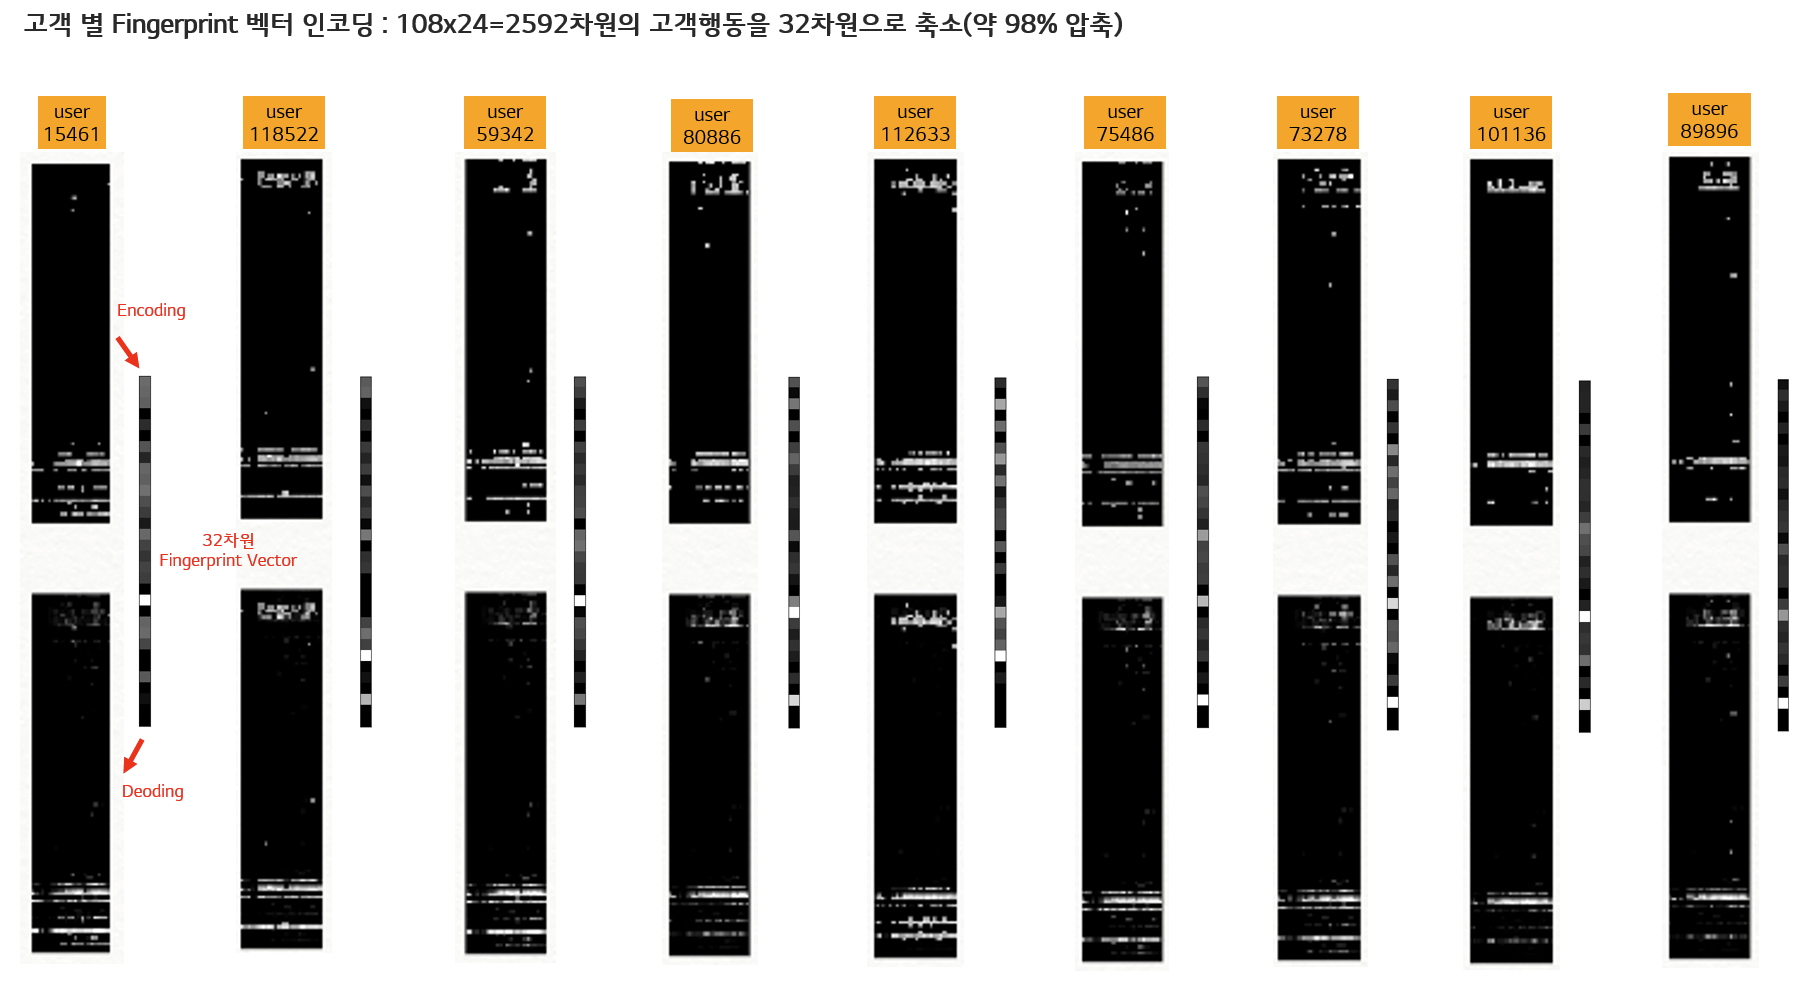 고객 별 Fingerprint 벡터 인코딩 : 108x24=2592차원의 고객행동을 32차원으로 축소(약 98% 압축)
user
15461
user
118522
user
59342
user
80886
user
112633
user
75486
user
73278
user
101136
user
89896
Encoding
32차원
Fingerprint Vector
Deoding